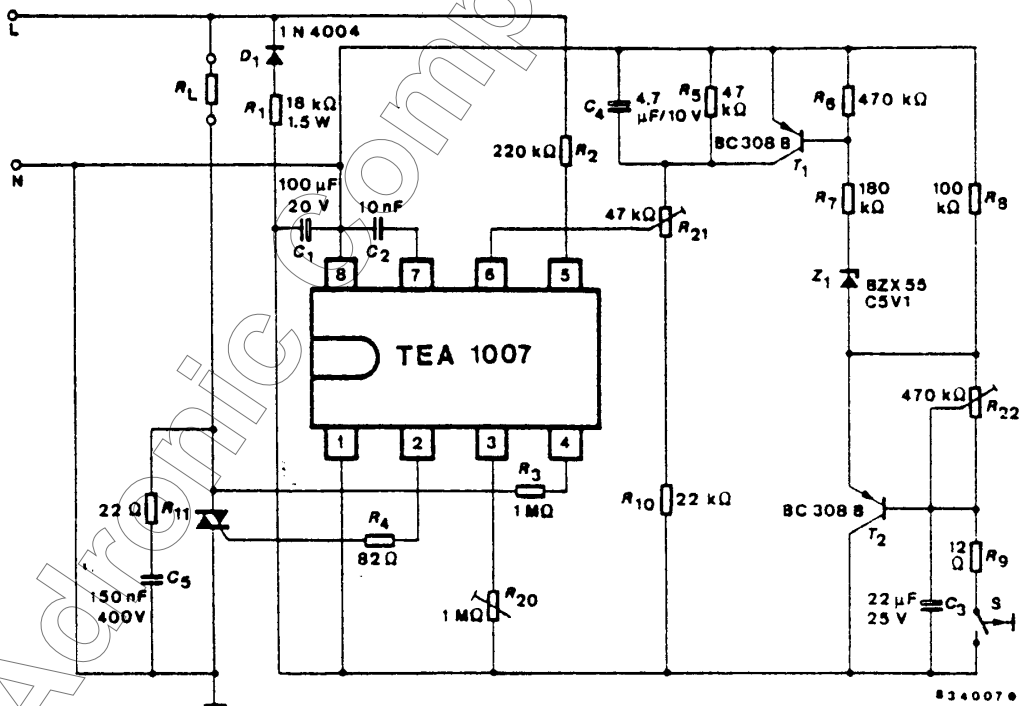 L
1N4004
D1
RL
R1
18 kΩ
1.5 W
N
100 µF
20 V
C1
10 nF
C2
220 kΩ
R2
C4
4.7
µF/10 V
R5
47
kΩ
BC 308 B
T1
R6
470 kΩ
R7
180
kΩ
100
kΩ
R8
47 kΩ
R21
Z1
BZX 55
C5V1
8
7
6
5
TEA 1007
1
2
3
4
470 kΩ
R22
R3
1 MΩ
22 Ω
R11
R4
82 Ω
R10
22 kΩ
BC 308 B
T2
12
Ω
R9
C5
150 nF
400 V
1 MΩ
R20
22 µF
25 V
C3
S
8340070
Adronic Comp